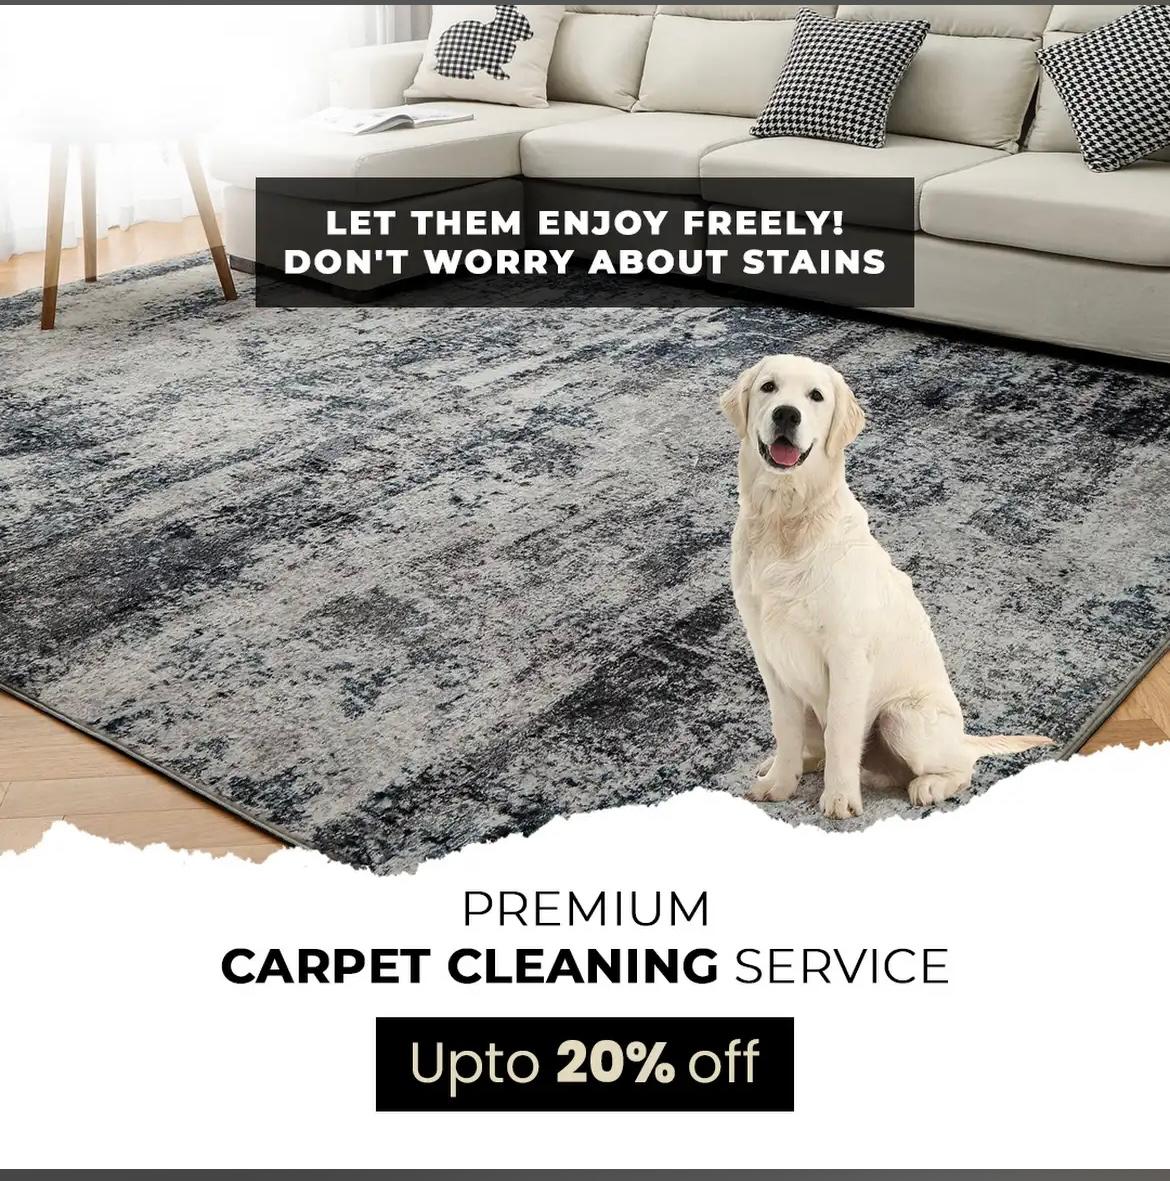 LET THEM ENJOY FREELY!
DON'T WORRY ABOUT STAINS
PREMIUM
CARPET CLEANING SERVICE
Upto 20% off